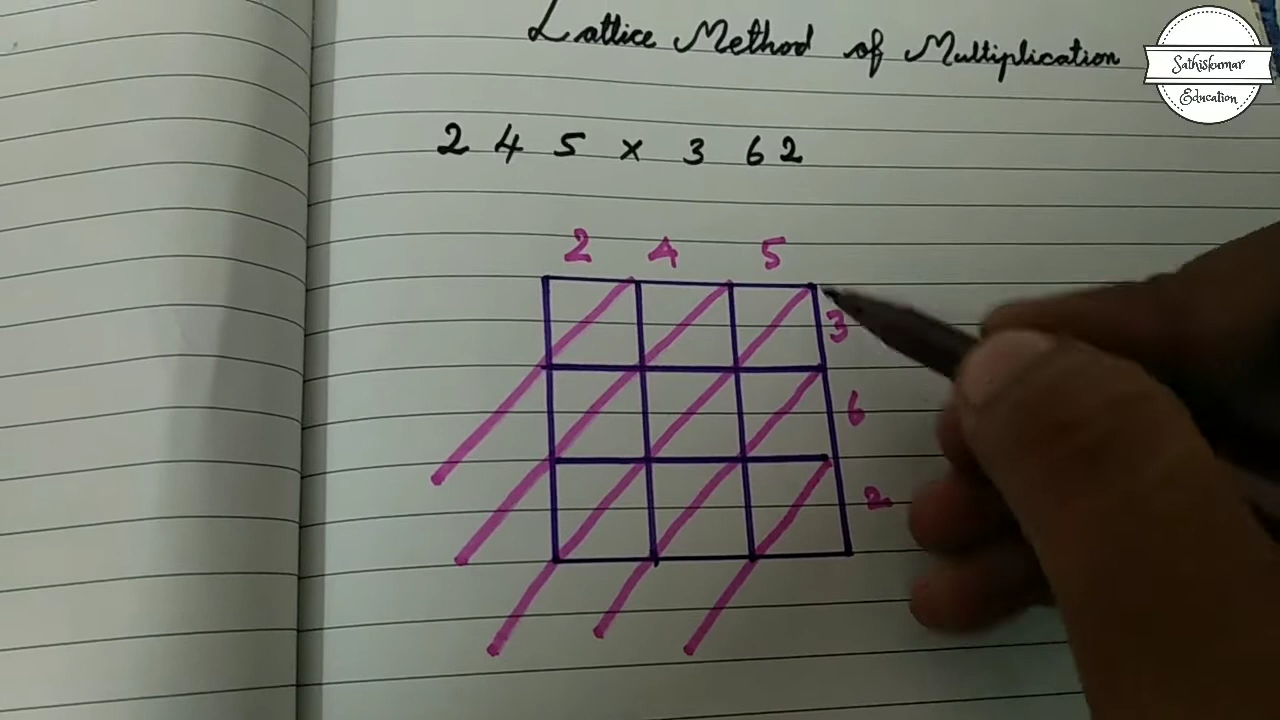 Lattice Method of Multiplication
Sathiskumar
Education
2 4 5 x 3 6 2
2 4 5
3
6
2